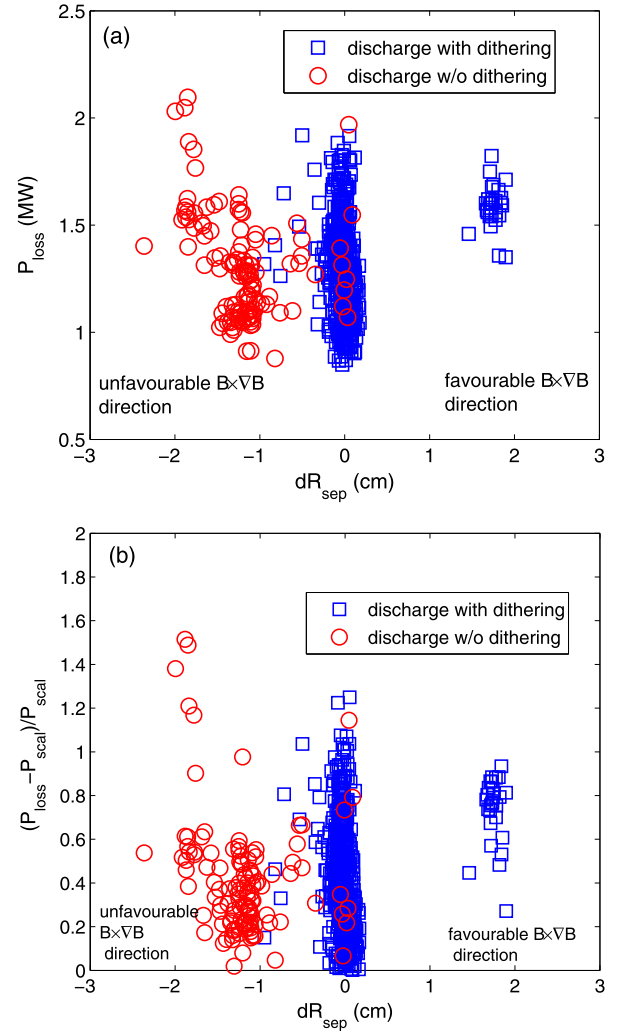 (a)
discharge with dithering
discharge w/o dithering
2.5
2
1.5
1
0.5
P_loss (MW)
unfavourable B×∇B
direction
favourable B×∇B
direction
−3
−2
−1
0
1
2
3
dR_sep (cm)
(b)
discharge with dithering
discharge w/o dithering
2
1.8
1.6
1.4
1.2
1
0.8
0.6
0.4
0.2
0
(P_loss−P_scal)/P_scal
unfavourable
B×∇B
direction
favourable B×∇B
direction
−3
−2
−1
0
1
2
3
dR_sep (cm)